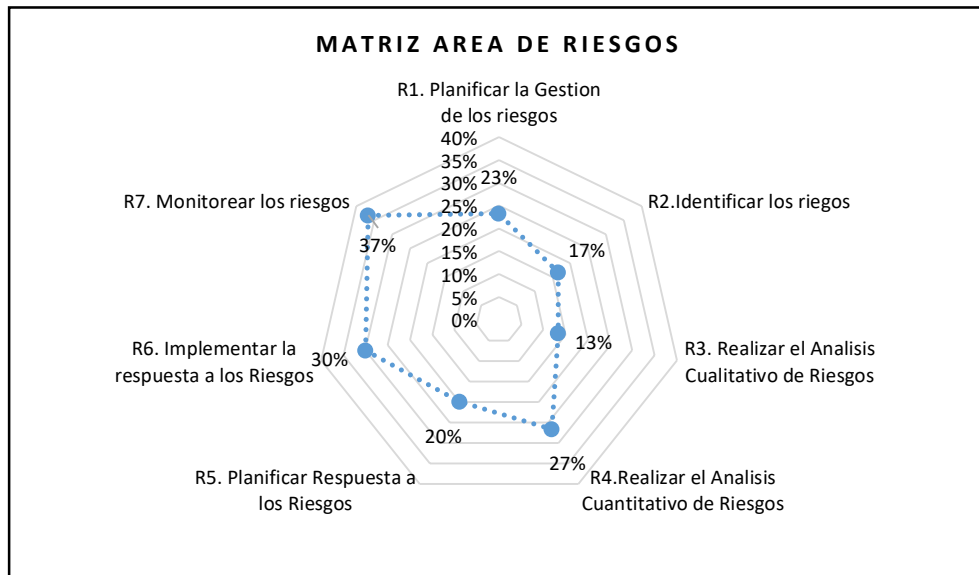 MATRIZ AREA DE RIESGOS
R1. Planificar la Gestion
de los riesgos
40%
35%
30%
25%
20%
15%
10%
5%
0%
23%
R2.Identificar los riegos
17%
R3. Realizar el Analisis
Cualitativo de Riesgos
13%
R4.Realizar el Analisis
Cuantitativo de Riesgos
27%
R5. Planificar Respuesta a
los Riesgos
20%
R6. Implementar la
respuesta a los Riesgos
30%
R7. Monitorear los riesgos
37%